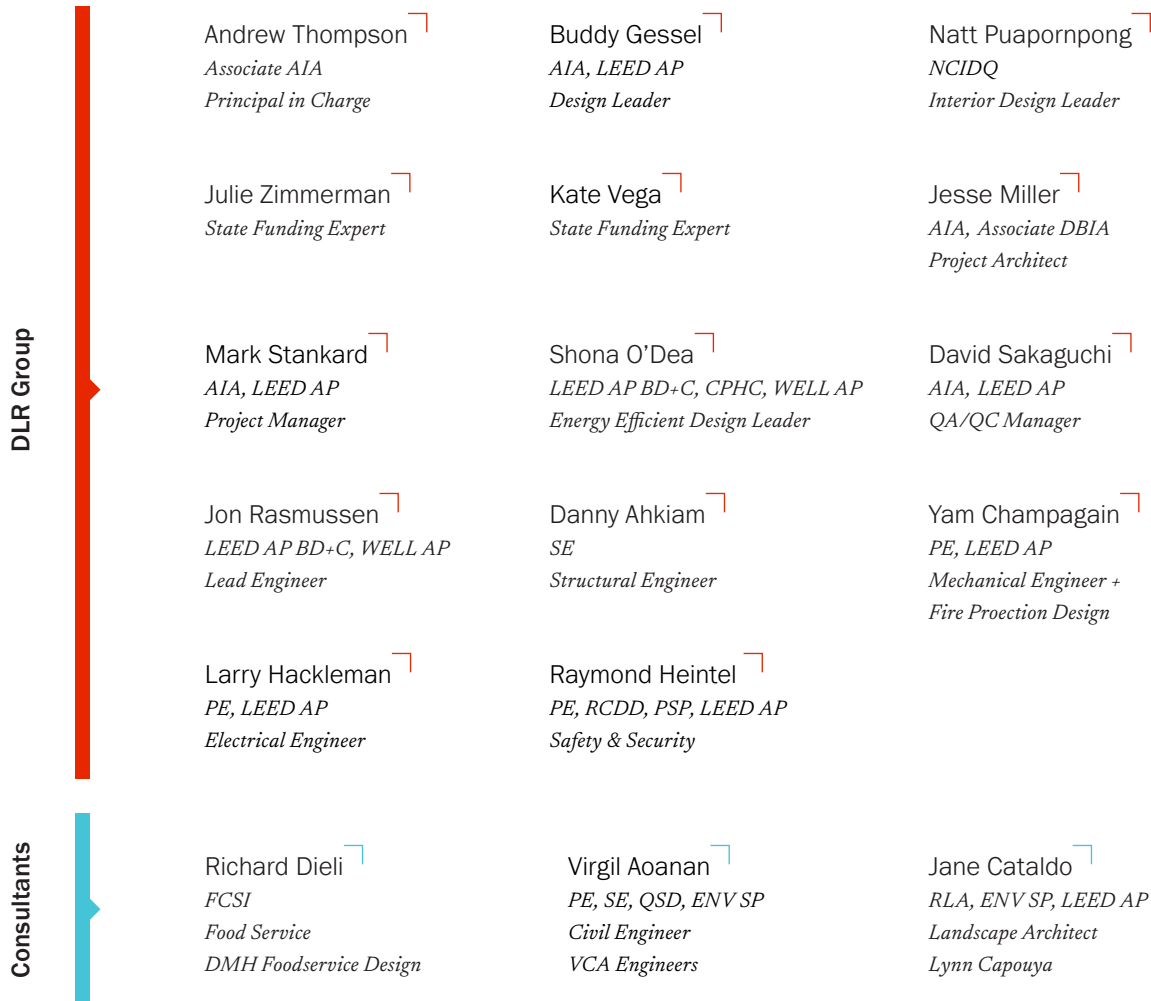 DLR Group
Andrew Thompson
Associate AIA
Principal in Charge
Buddy Gessel
AIA, LEED AP
Design Leader
Natt Puapornpong
NCIDQ
Interior Design Leader
Julie Zimmerman
State Funding Expert
Kate Vega
State Funding Expert
Jesse Miller
AIA, Associate DBIA
Project Architect
Mark Stankard
AIA, LEED AP
Project Manager
Shona O’Dea
LEED AP BD+C, CPHC, WELL AP
Energy Efficient Design Leader
David Sakaguchi
AIA, LEED AP
QA/QC Manager
Jon Rasmussen
LEED AP BD+C, WELL AP
Lead Engineer
Danny Ahkiam
SE
Structural Engineer
Yam Champagain
PE, LEED AP
Mechanical Engineer +
Fire Proection Design
Larry Hackleman
PE, LEED AP
Electrical Engineer
Raymond Heintel
PE, RCDD, PSP, LEED AP
Safety & Security
Consultants
Richard Dieli
FCSI
Food Service
DMH Foodservice Design
Virgil Aoanan
PE, SE, QSD, ENV SP
Civil Engineer
VCA Engineers
Jane Cataldo
RLA, ENV SP, LEED AP
Landscape Architect
Lynn Capouya